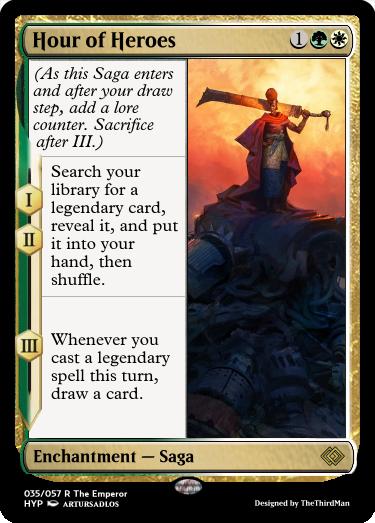 Hour of Heroes 1
(As this Saga enters
and after your draw
step, add a lore
counter. Sacrifice
after III.)
I
II
Search your
library for a
legendary card,
reveal it, and put
it into your
hand, then
shuffle.
III
Whenever you
cast a legendary
spell this turn,
draw a card.
Enchantment — Saga
035/057 R The Emperor
HYP ARTURSADLOS
Designed by TheThirdMan